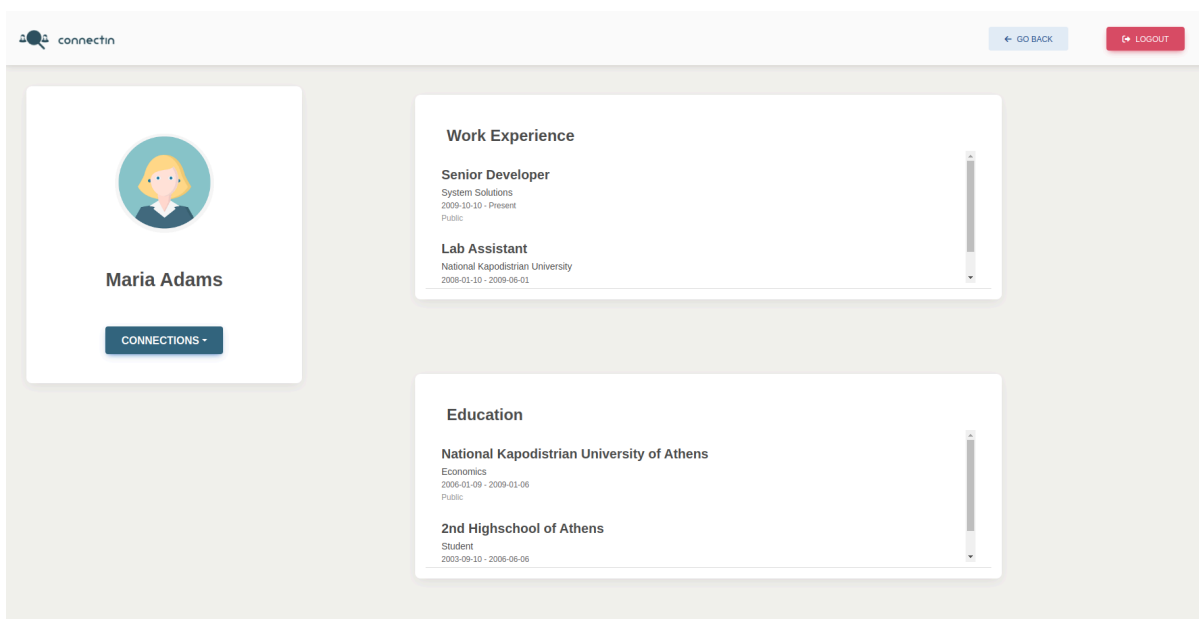 connectin
GO BACK
LOGOUT
Maria Adams
CONNECTIONS
Work Experience
Senior Developer
System Solutions
2009-10-10 - Present
Public
Lab Assistant
National Kapodistrian University
2008-01-10 - 2009-06-01
Education
National Kapodistrian University of Athens
Economics
2006-01-09 - 2009-01-06
Public
2nd Highschool of Athens
Student
2003-09-10 - 2006-06-06